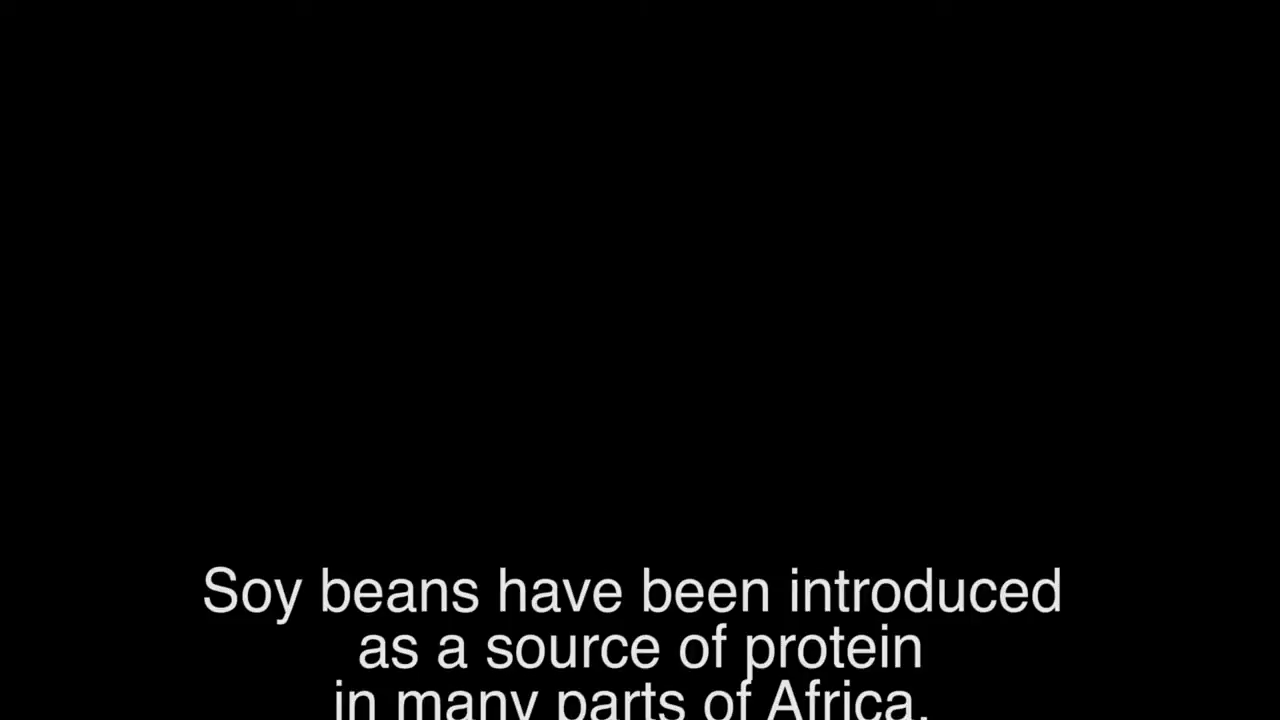 Soy beans have been introduced
as a source of protein
in many parts of Africa.